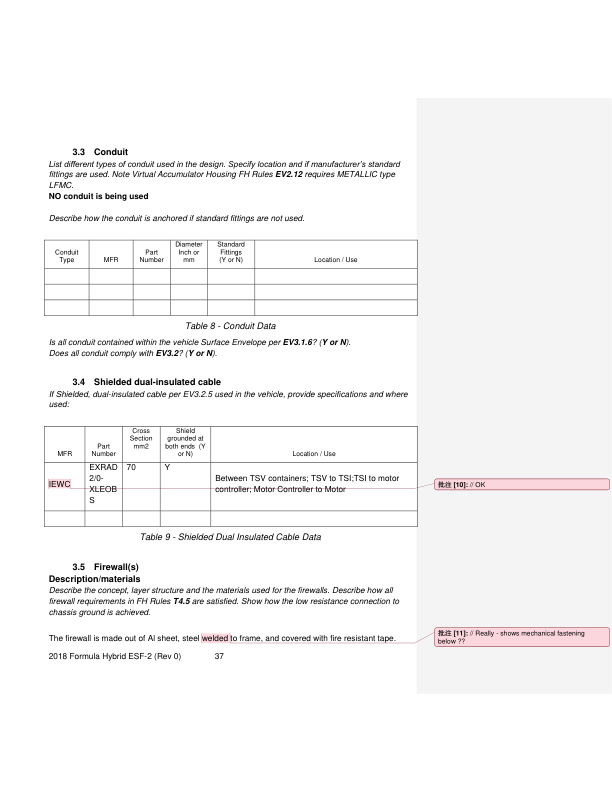 3.3 Conduit
List different types of conduit used in the design. Specify location and if manufacturer's standard
fittings are used. Note Virtual Accumulator Housing FH Rules EV2.12 requires METALLIC type
LFMC.
NO conduit is being used
Describe how the conduit is anchored if standard fittings are not used.
Conduit
Type
MFR
Part
Number
Diameter
Inch or
mm
Standard
Fittings
(Y or N)
Location / Use
Table 8 - Conduit Data
Is all conduit contained within the vehicle Surface Envelope per EV3.1.6? (Y or N).
Does all conduit comply with EV3.2? (Y or N).
3.4 Shielded dual-insulated cable
If Shielded, dual-insulated cable per EV3.2.5 used in the vehicle, provide specifications and where
used:
MFR
Part
Number
Cross
Section
mm2
Shield
grounded at
both ends (Y
or N)
Location / Use
IEWC
EXRAD
2/0-
XLEOB
S
70
Y
Between TSV containers; TSV to TSI;TSI to motor
controller; Motor Controller to Motor
批注 [10]: // OK
Table 9 - Shielded Dual Insulated Cable Data
3.5 Firewall(s)
Description/materials
Describe the concept, layer structure and the materials used for the firewalls. Describe how all
firewall requirements in FH Rules T4.5 are satisfied. Show how the low resistance connection to
chassis ground is achieved.
The firewall is made out of Al sheet, steel welded to frame, and covered with fire resistant tape.
批注 [11]: // Really - shows mechanical fastening
below ??
2018 Formula Hybrid ESF-2 (Rev 0) 37